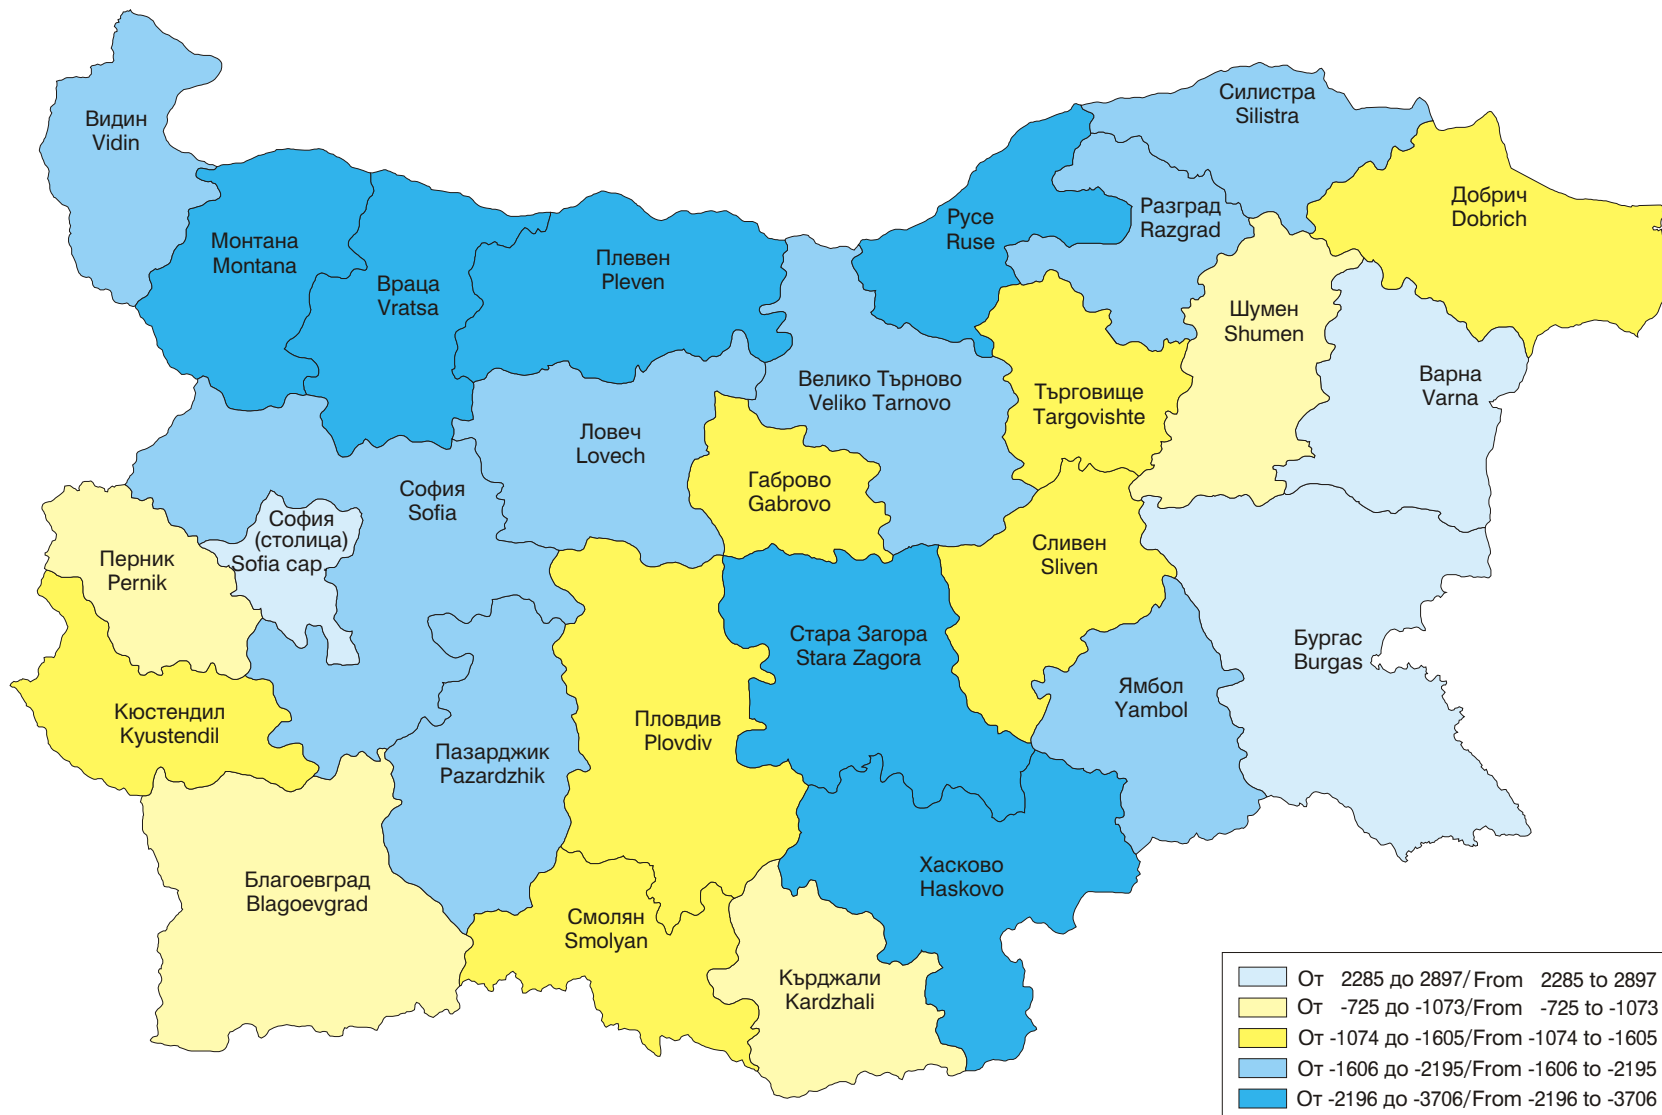 Видин
Vidin
Силистра
Silistra
Добрич
Dobrich
Русе
Ruse
Разград
Razgrad
Монтана
Montana
Враца
Vratsa
Плевен
Pleven
Шумен
Shumen
Варна
Varna
Велико Търново
Veliko Tarnovo
Търговище
Targovishte
Ловеч
Lovech
Габрово
Gabrovo
София
Sofia
София
(столица)
Sofia cap.
Перник
Pernik
Сливен
Sliven
Стара Загора
Stara Zagora
Бургас
Burgas
Ямбол
Yambol
Кюстендил
Kyustendil
Пловдив
Plovdiv
Пазарджик
Pazardzhik
Хасково
Haskovo
Благоевград
Blagoevgrad
Смолян
Smolyan
Кърджали
Kardzhali
От 2285 до 2897/From 2285 to 2897
От -725 до -1073/From -725 to -1073
От -1074 до -1605/From -1074 to -1605
От -1606 до -2195/From -1606 to -2195
От -2196 до -3706/From -2196 to -3706